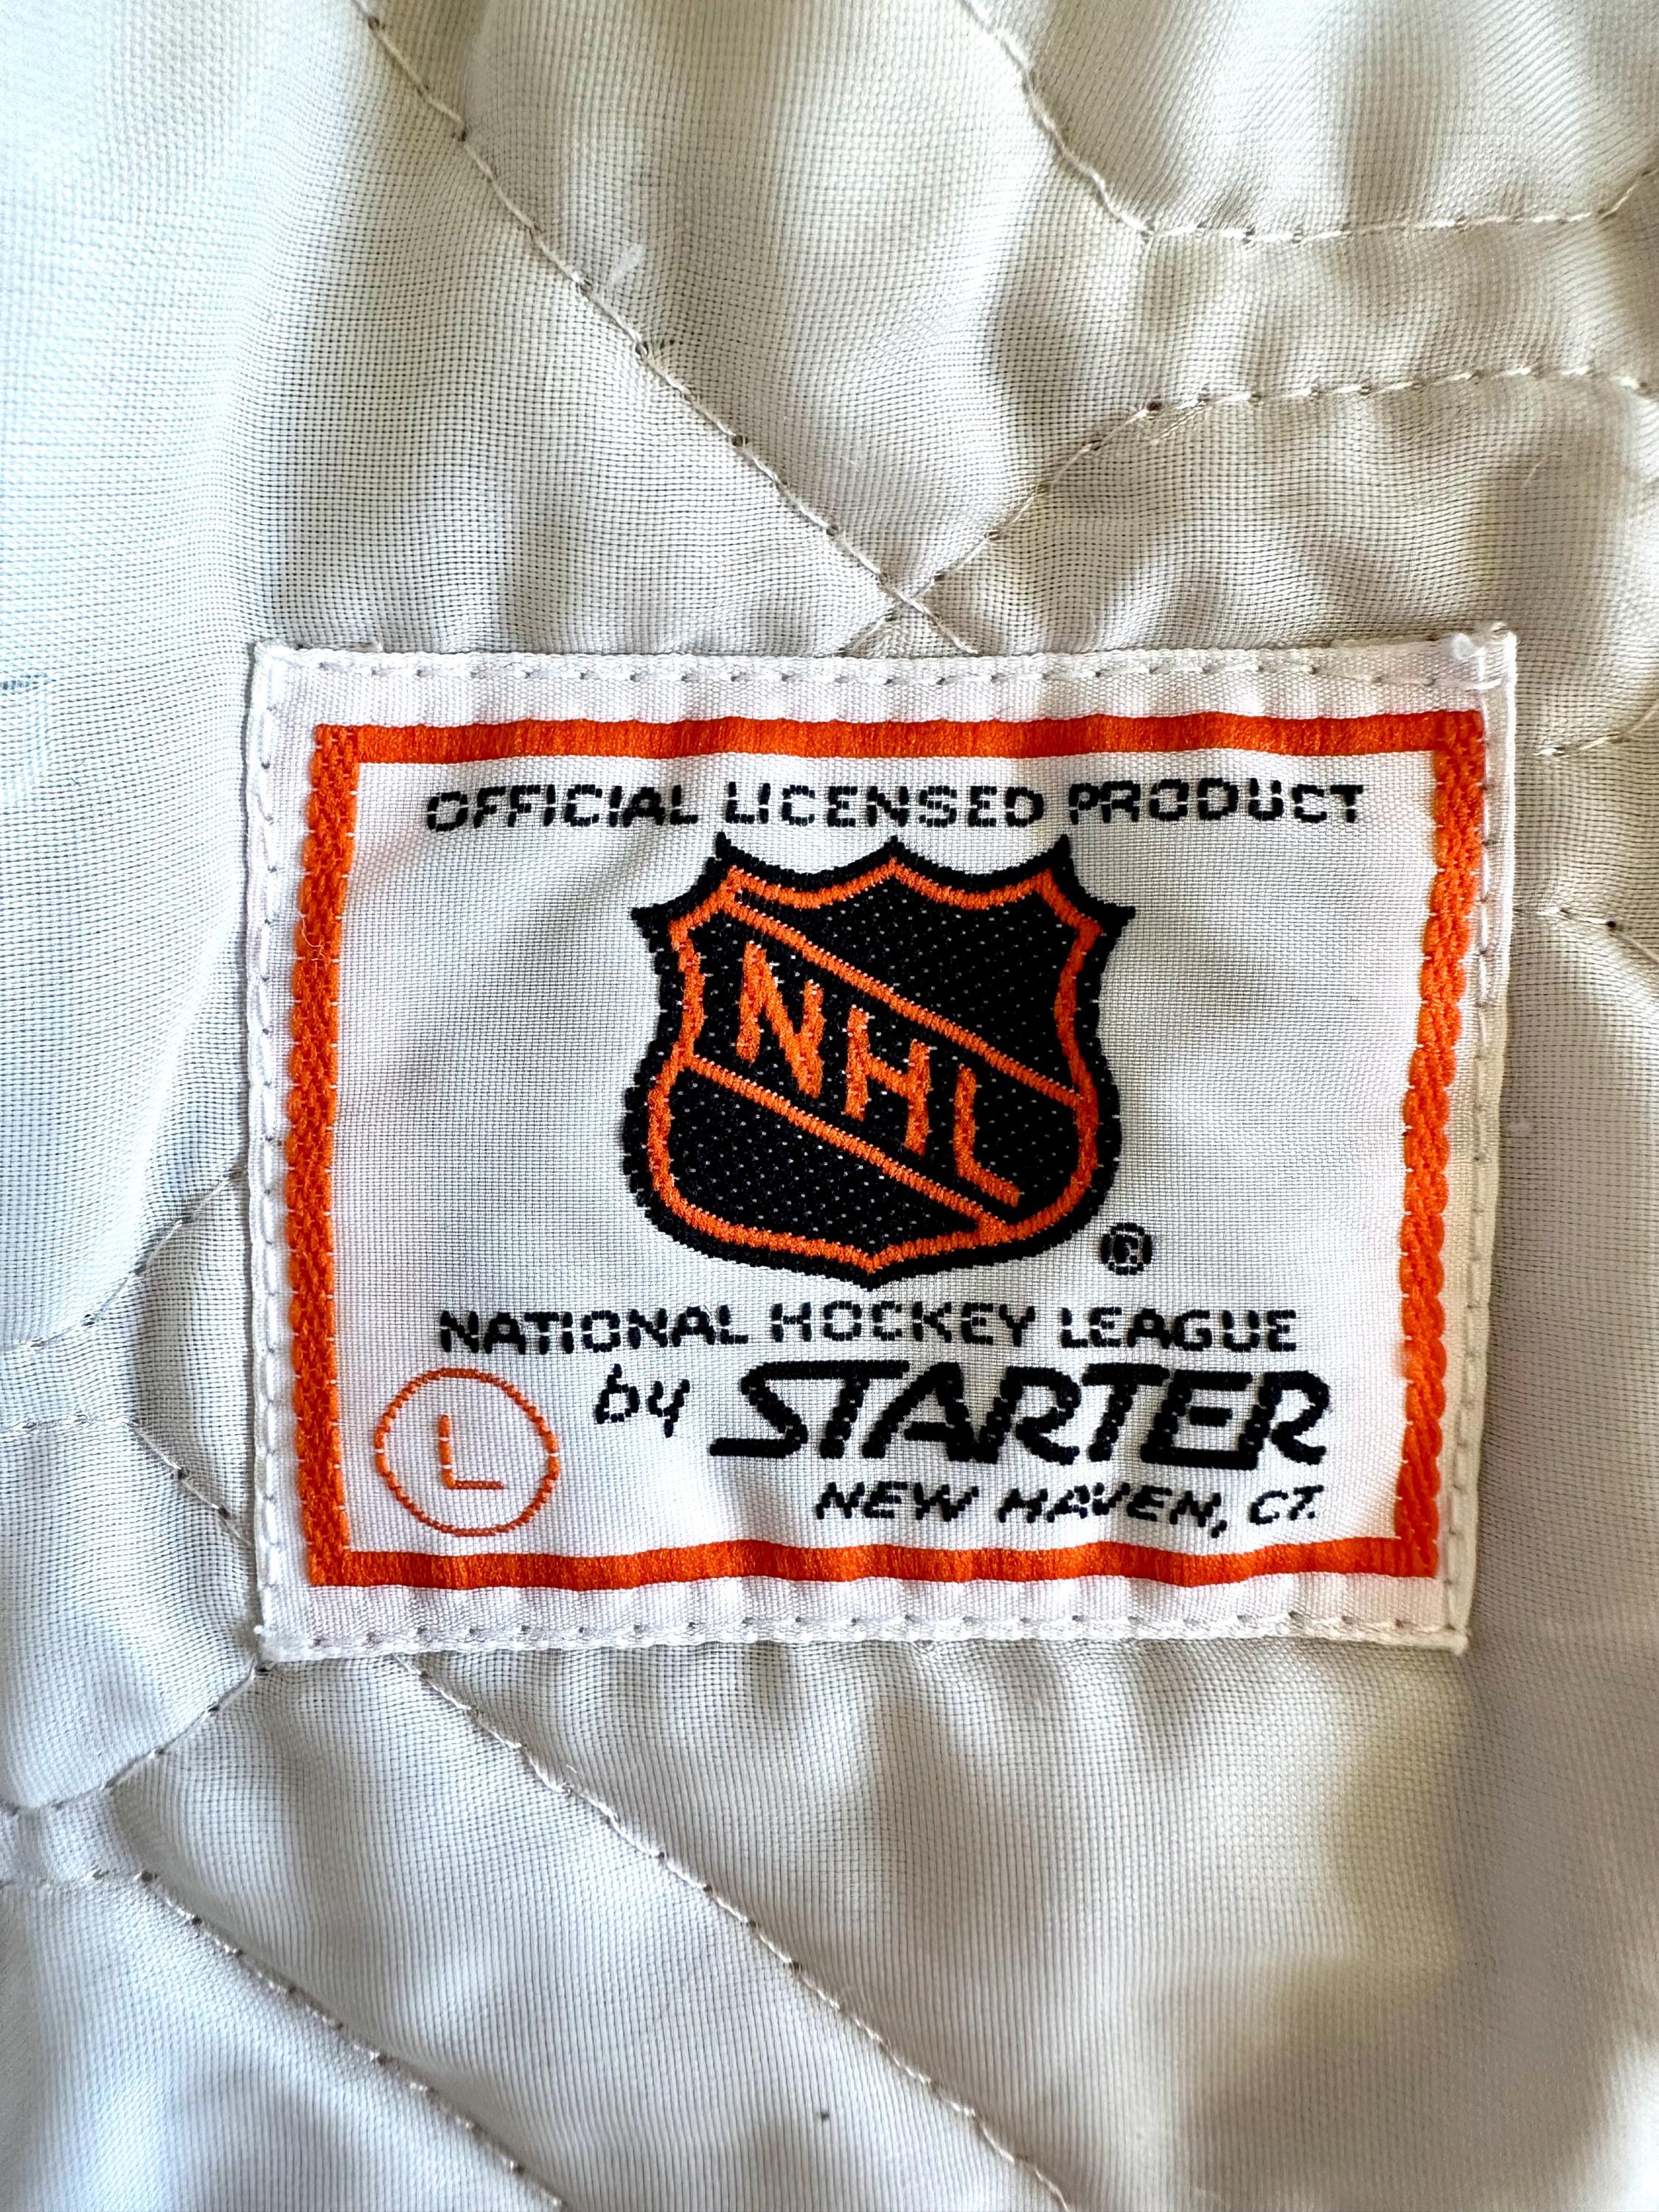 OFFICIAL LICENSED PRODUCT
NHL
®
NATIONAL HOCKEY LEAGUE
L
by STARTER
NEW HAVEN, CT.